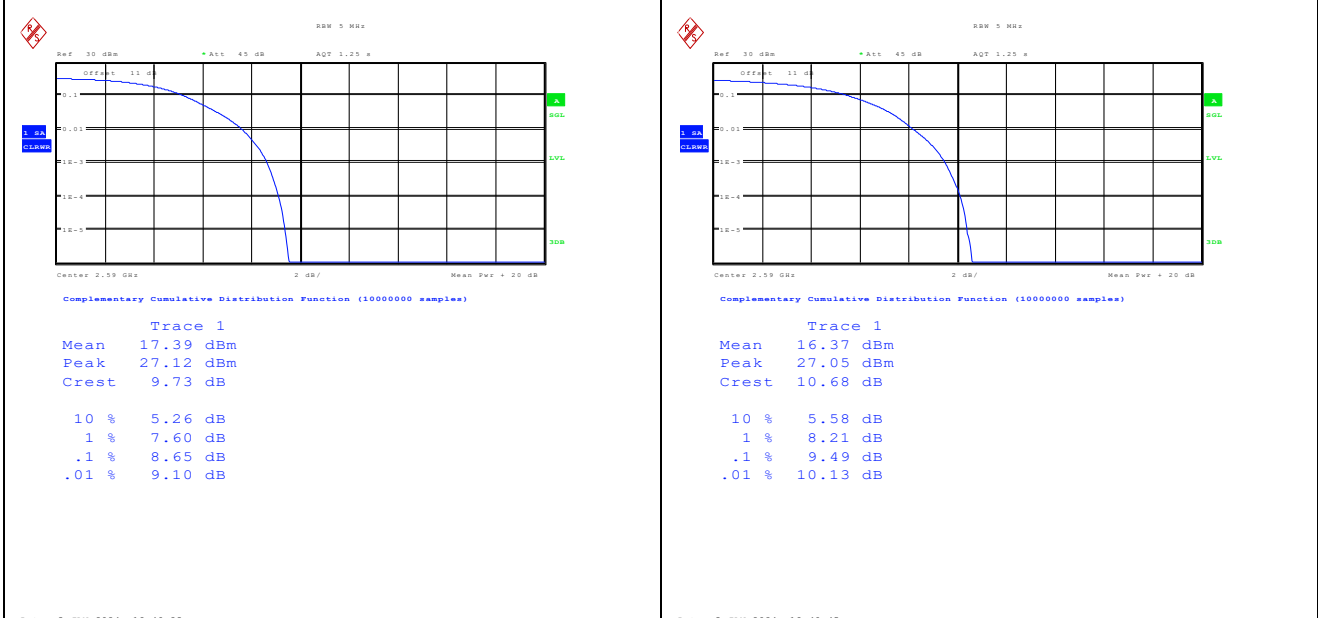 R S
RBW 5 MHz
Ref 30 dBm * Att 45 dB AQT 1.25 s
Offset 11 dB
0.1
0.01
1E-3
1E-4
1E-5
1 SA
CLRWR
A
SGL
LVL
3DB
Center 2.59 GHz 2 dB/ Mean Pwr + 20 dB
Complementary Cumulative Distribution Function (10000000 samples)
Trace 1
Mean 17.39 dBm
Peak 27.12 dBm
Crest 9.73 dB
10 % 5.26 dB
1 % 7.60 dB
.1 % 8.65 dB
.01 % 9.10 dB
R S
RBW 5 MHz
Ref 30 dBm * Att 45 dB AQT 1.25 s
Offset 11 dB
0.1
0.01
1E-3
1E-4
1E-5
1 SA
CLRWR
A
SGL
LVL
3DB
Center 2.59 GHz 2 dB/ Mean Pwr + 20 dB
Complementary Cumulative Distribution Function (10000000 samples)
Trace 1
Mean 16.37 dBm
Peak 27.05 dBm
Crest 10.68 dB
10 % 5.58 dB
1 % 8.21 dB
.1 % 9.49 dB
.01 % 10.13 dB